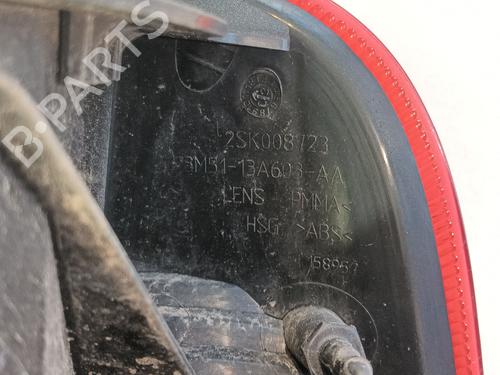 B-PARTS
2SK008723
3M51-13A603-AA
LENS >PMMA<
HSG >ABS<
158957